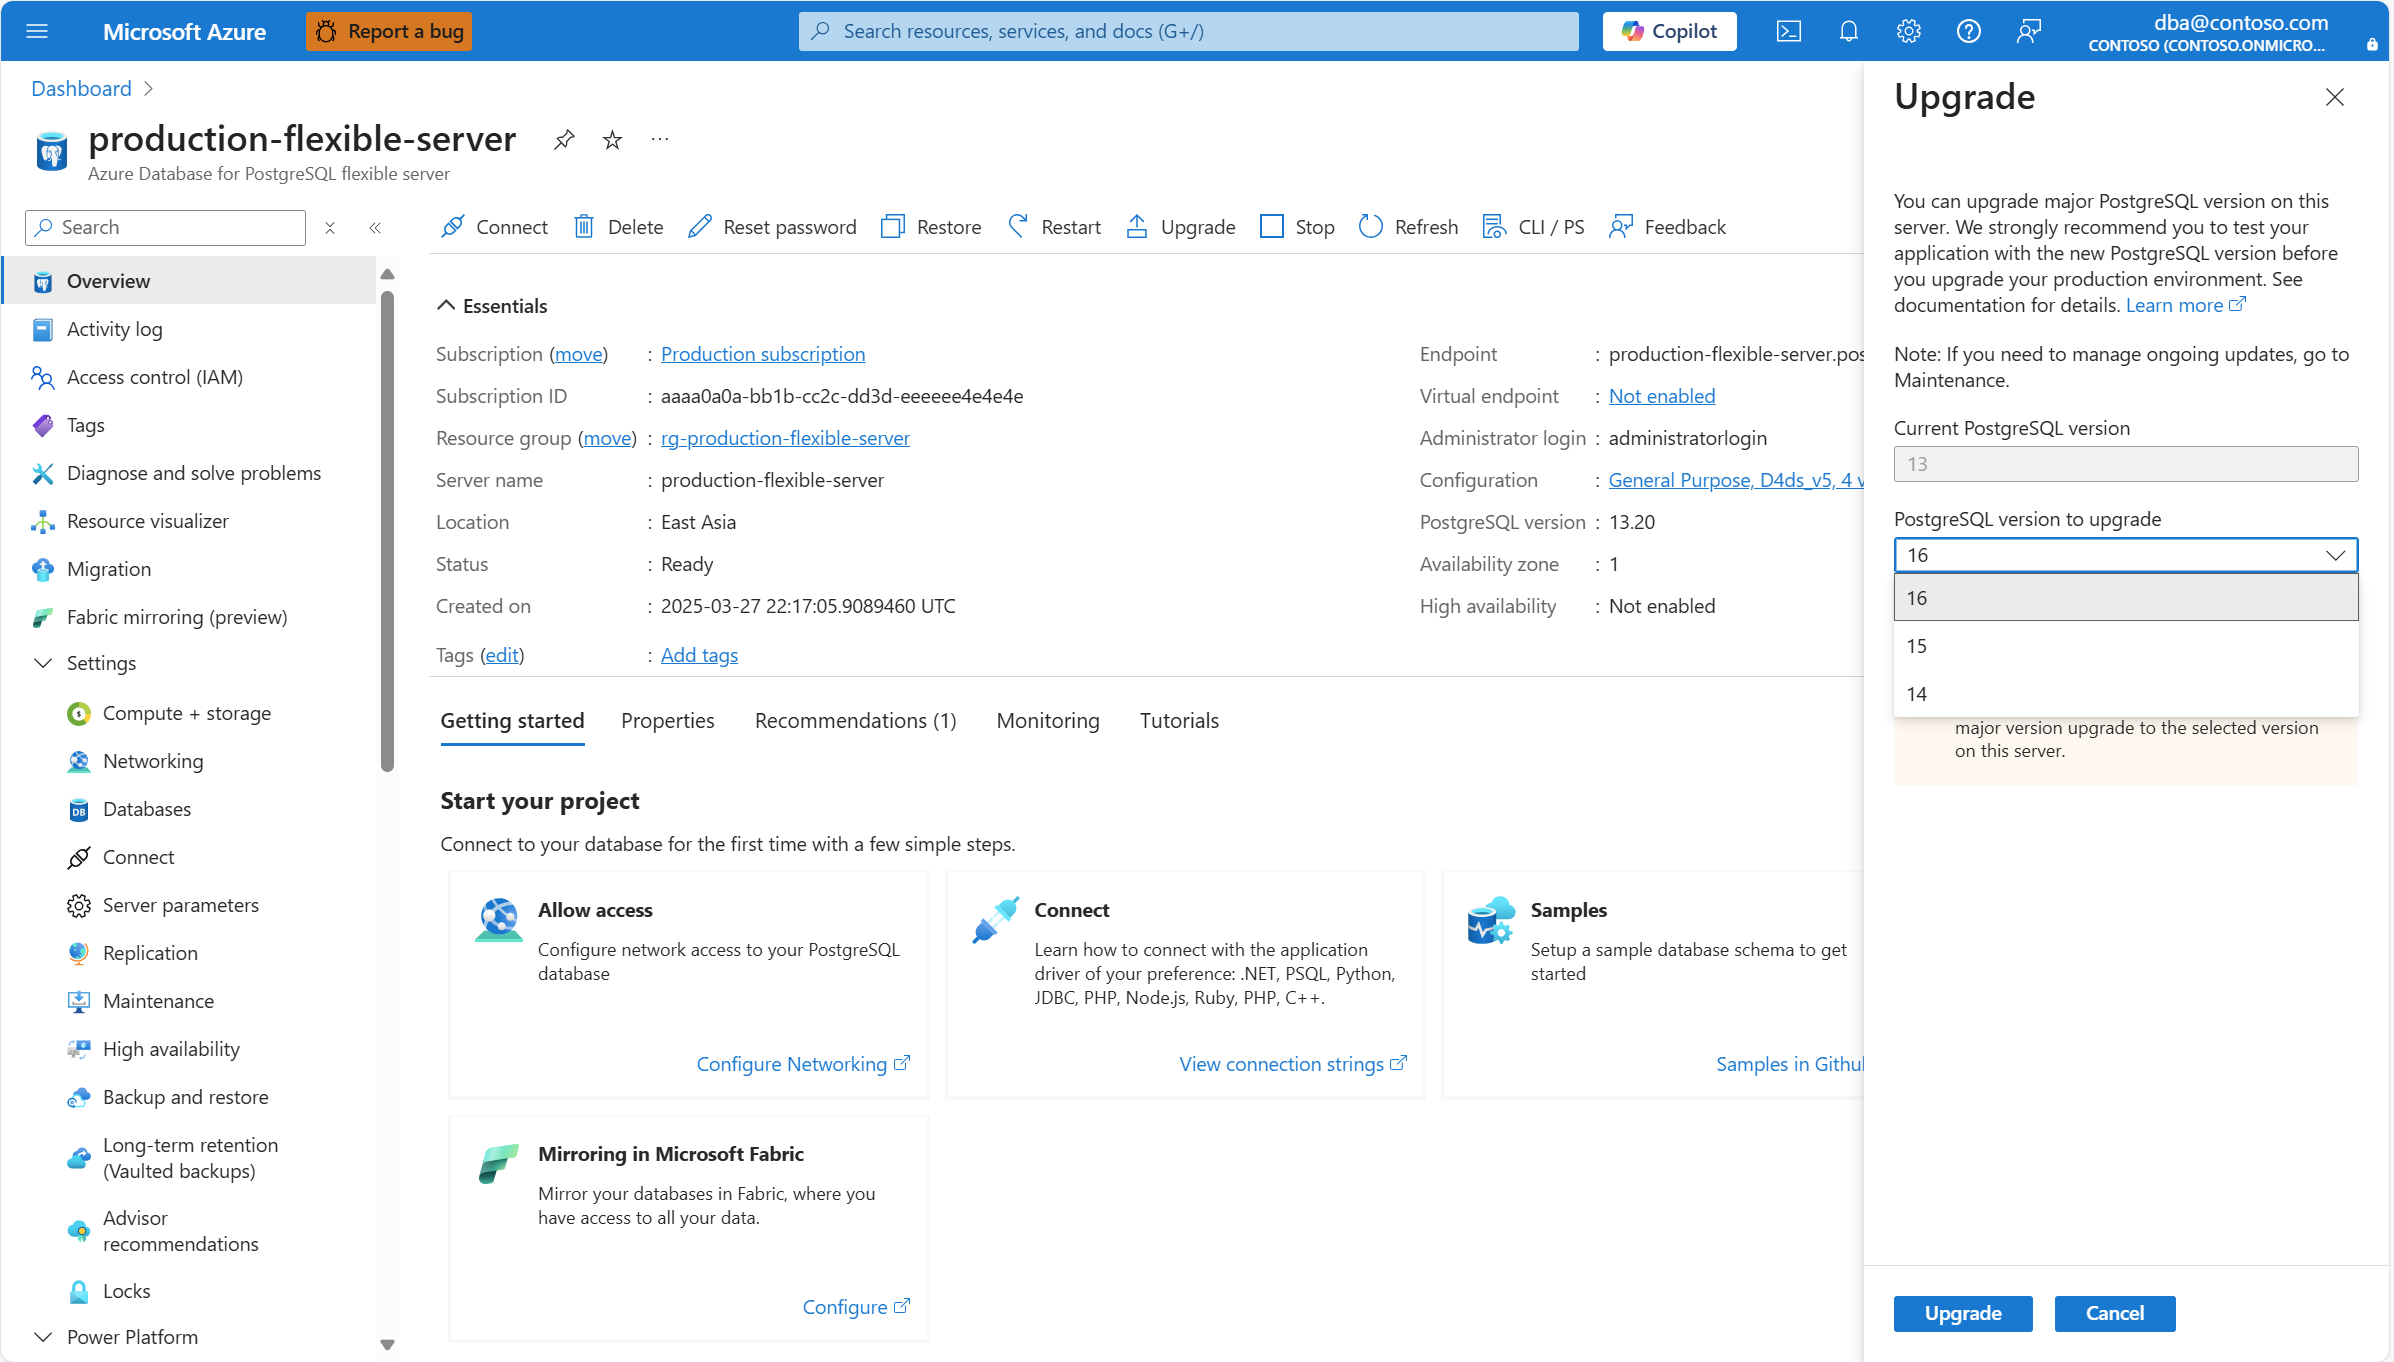 Microsoft Azure
Report a bug
Search resources, services, and docs (G+/)
Copilot
dba@contoso.com
CONTOSO (CONTOSO.ONMICRO...
Dashboard
production-flexible-server
Azure Database for PostgreSQL flexible server
Search
Overview
Activity log
Access control (IAM)
Tags
Diagnose and solve problems
Resource visualizer
Migration
Fabric mirroring (preview)
Settings
Compute + storage
Networking
Databases
Connect
Server parameters
Replication
Maintenance
High availability
Backup and restore
Long-term retention
(Vaulted backups)
Advisor
recommendations
Locks
Power Platform
Connect Delete Reset password Restore Restart Upgrade Stop Refresh CLI / PS Feedback
Essentials
Subscription (move) : Production subscription
Subscription ID : aaaa0a0a-bb1b-cc2c-dd3d-eeeeee4e4e4e
Resource group (move) : rg-production-flexible-server
Server name : production-flexible-server
Location : East Asia
Status : Ready
Created on : 2025-03-27 22:17:05.9089460 UTC
Tags (edit) : Add tags
Endpoint : production-flexible-server.pos
Virtual endpoint : Not enabled
Administrator login : administratorlogin
Configuration : General Purpose, D4ds_v5, 4 v
PostgreSQL version : 13.20
Availability zone : 1
High availability : Not enabled
Getting started Properties Recommendations (1) Monitoring Tutorials
Start your project
Connect to your database for the first time with a few simple steps.
Allow access
Configure network access to your PostgreSQL
database
Configure Networking
Connect
Learn how to connect with the application
driver of your preference: .NET, PSQL, Python,
JDBC, PHP, Node.js, Ruby, PHP, C++.
View connection strings
Samples
Setup a sample database schema to get
started
Samples in Githu
Mirroring in Microsoft Fabric
Mirror your databases in Fabric, where you
have access to all your data.
Configure
Upgrade
You can upgrade major PostgreSQL version on this
server. We strongly recommend you to test your
application with the new PostgreSQL version before
you upgrade your production environment. See
documentation for details. Learn more
Note: If you need to manage ongoing updates, go to
Maintenance.
Current PostgreSQL version
13
PostgreSQL version to upgrade
16
16
15
14
major version upgrade to the selected version
on this server.
Upgrade
Cancel